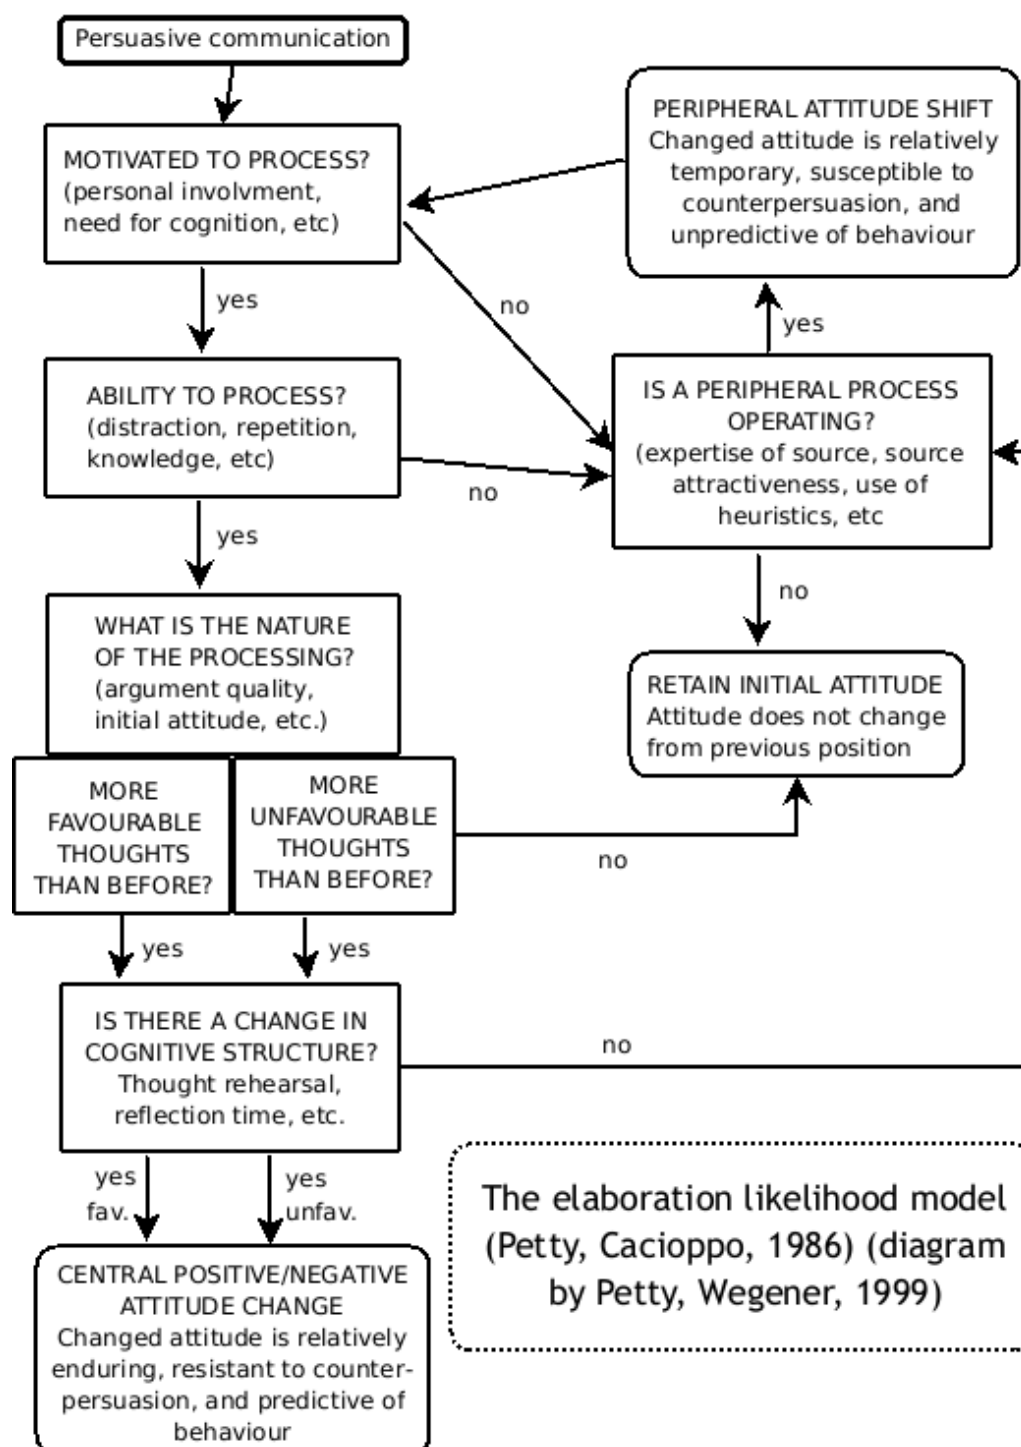 Persuasive communication
MOTIVATED TO PROCESS?
(personal involvment,
need for cognition, etc)
yes
ABILITY TO PROCESS?
(distraction, repetition,
knowledge, etc)
yes
WHAT IS THE NATURE
OF THE PROCESSING?
(argument quality,
initial attitude, etc.)
MORE
FAVOURABLE
THOUGHTS
THAN BEFORE?
MORE
UNFAVOURABLE
THOUGHTS
THAN BEFORE?
yes
yes
IS THERE A CHANGE IN
COGNITIVE STRUCTURE?
Thought rehearsal,
reflection time, etc.
yes
fav.
yes
unfav.
CENTRAL POSITIVE/NEGATIVE
ATTITUDE CHANGE
Changed attitude is relatively
enduring, resistant to counter-
persuasion, and predictive of
behaviour
PERIPHERAL ATTITUDE SHIFT
Changed attitude is relatively
temporary, susceptible to
counterpersuasion, and
unpredictive of behaviour
no
yes
IS A PERIPHERAL PROCESS
OPERATING?
(expertise of source, source
attractiveness, use of
heuristics, etc
no
no
RETAIN INITIAL ATTITUDE
Attitude does not change
from previous position
no
no
The elaboration likelihood model
(Petty, Cacioppo, 1986) (diagram
by Petty, Wegener, 1999)